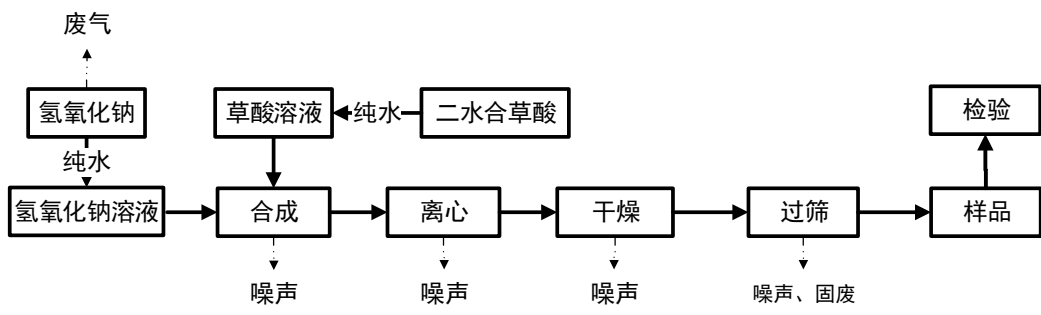 废气
氢氧化钠
草酸溶液
纯水
二水合草酸
检验
纯水
氢氧化钠溶液
合成
离心
干燥
过筛
样品
噪声
噪声
噪声
噪声、固废